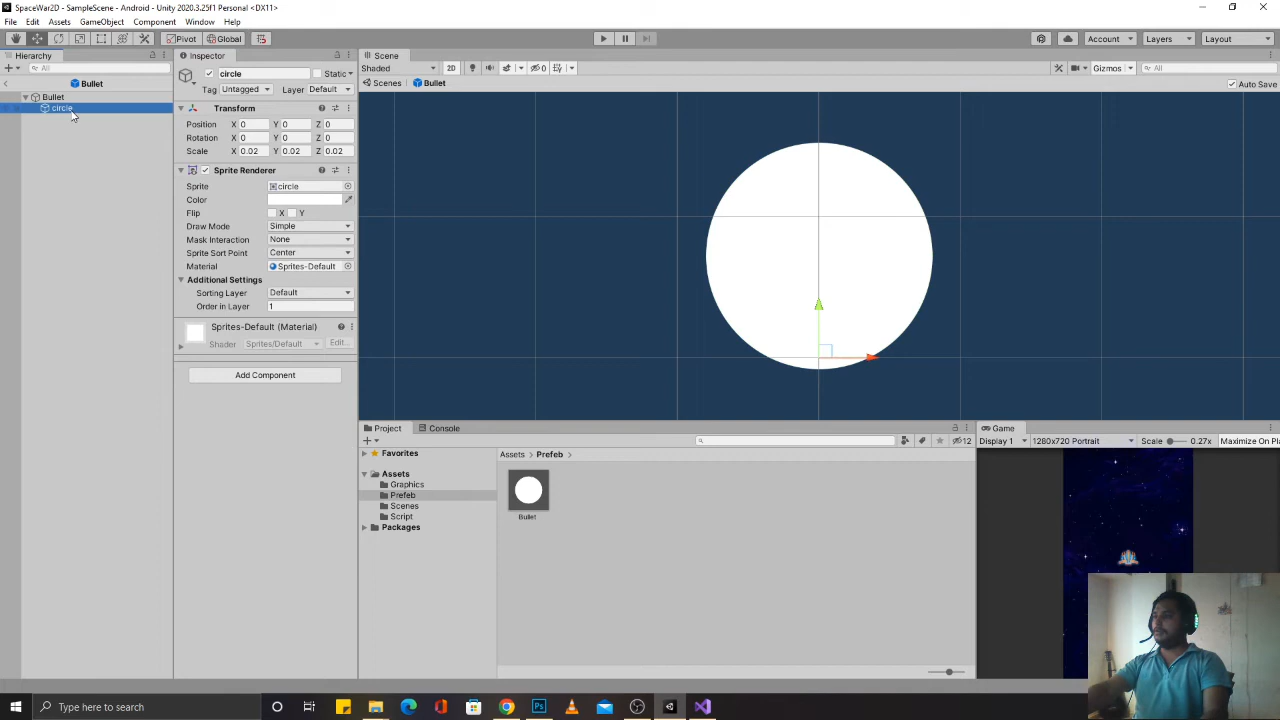 SpaceWar2D - SampleScene - Android - Unity 2020.3.25f1 Personal <DX11>
File Edit Assets GameObject Component Window Help
Pivot Global Account Layers Layout
Hierarchy
All
Bullet
Bullet
circle
Inspector
circle Static
Tag Untagged Layer Default
Transform
Position X 0 Y 0 Z 0
Rotation X 0 Y 0 Z 0
Scale X 0.02 Y 0.02 Z 0.02
Sprite Renderer
Sprite circle
Color
Flip X Y
Draw Mode Simple
Mask Interaction None
Sprite Sort Point Center
Material Sprites-Default
Additional Settings
Sorting Layer Default
Order in Layer 1
Sprites-Default (Material)
Shader Sprites/Default Edit...
Add Component
Scene
Shaded 2D 0 Gizmos All
Scenes Bullet Auto Save
Project Console
12
Favorites
Assets
Graphics
Prefeb
Scenes
Script
Packages
Assets > Prefeb >
Bullet
Game
Display 1 1280x720 Portrait Scale 0.27x Maximize On Pl
Type here to search